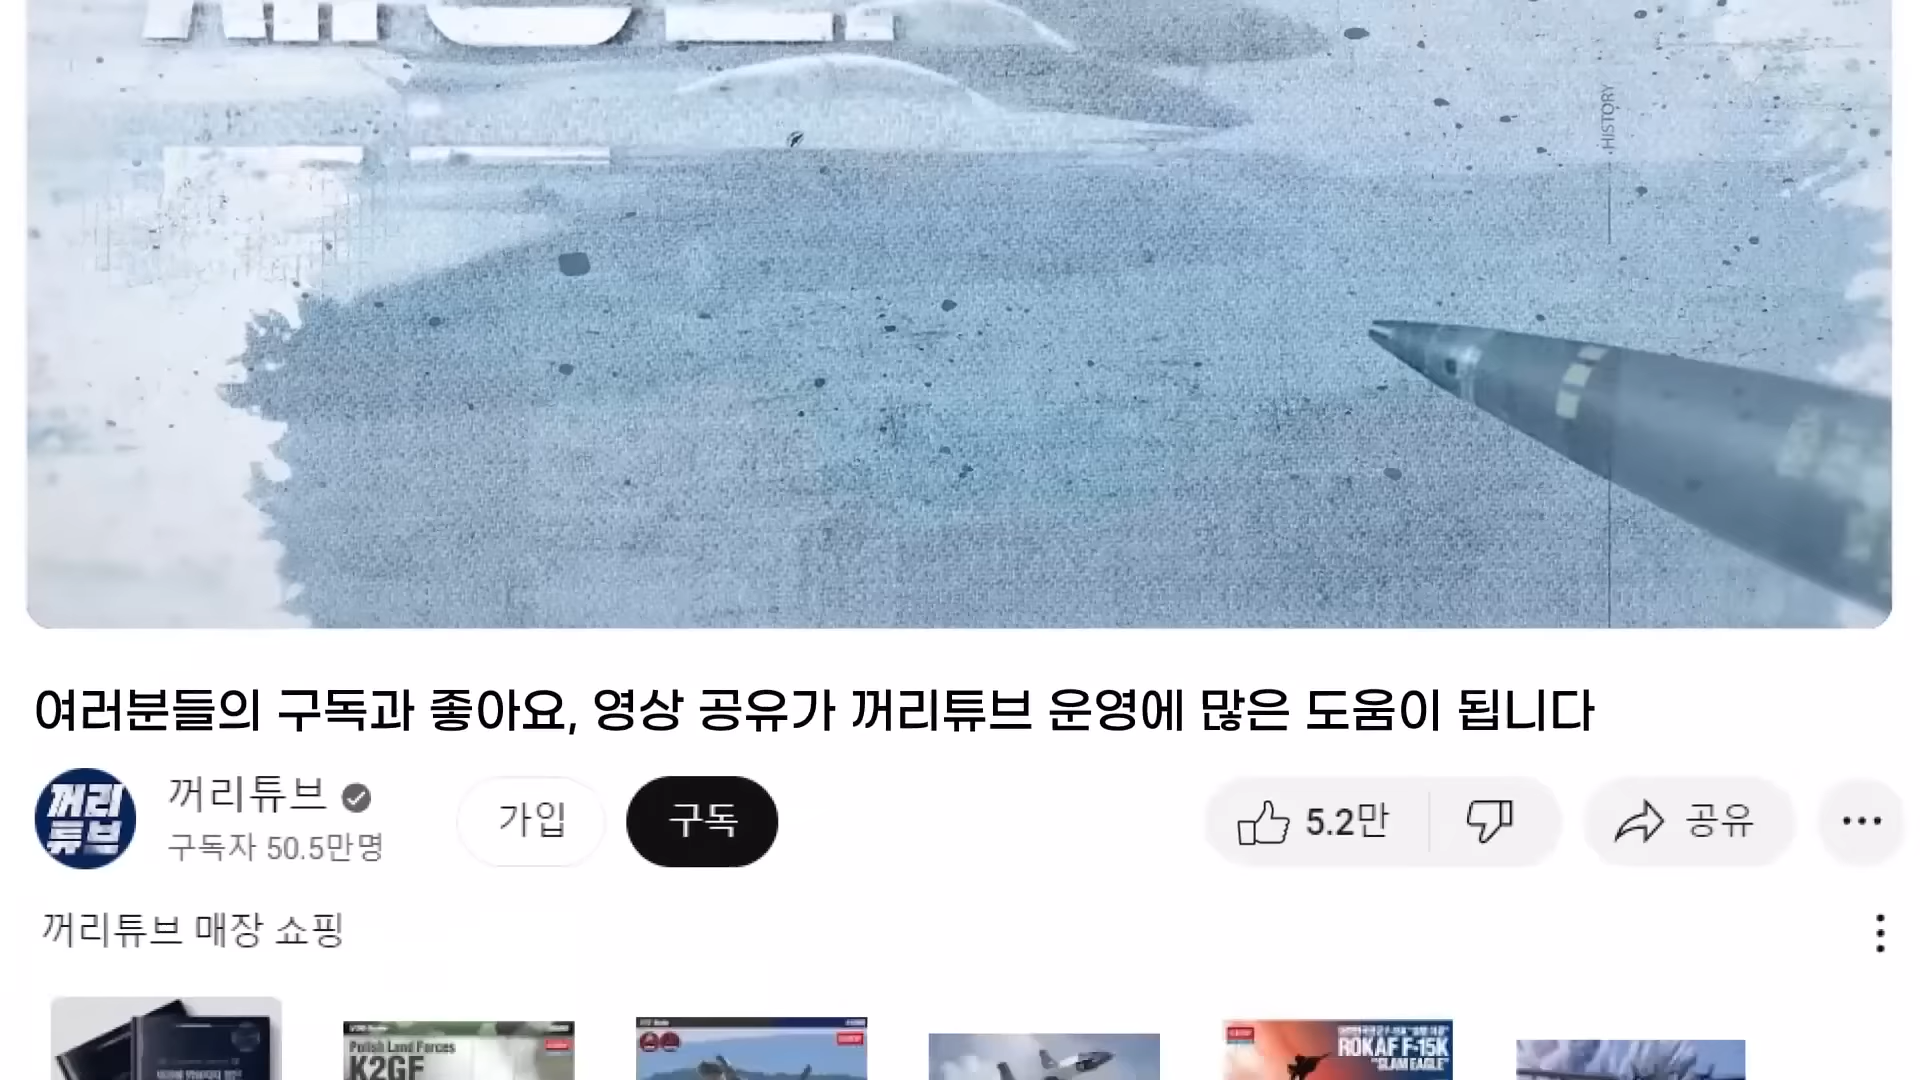 HISTORY
여러분들의 구독과 좋아요, 영상 공유가 꺼리튜브 운영에 많은 도움이 됩니다
꺼리튜브
꺼리튜브
구독자 50.5만명
가입
구독
5.2만
공유
꺼리튜브 매장 쇼핑
Polish Land Forces
K2GF
ROKAF F-15K
"SLAM EAGLE"